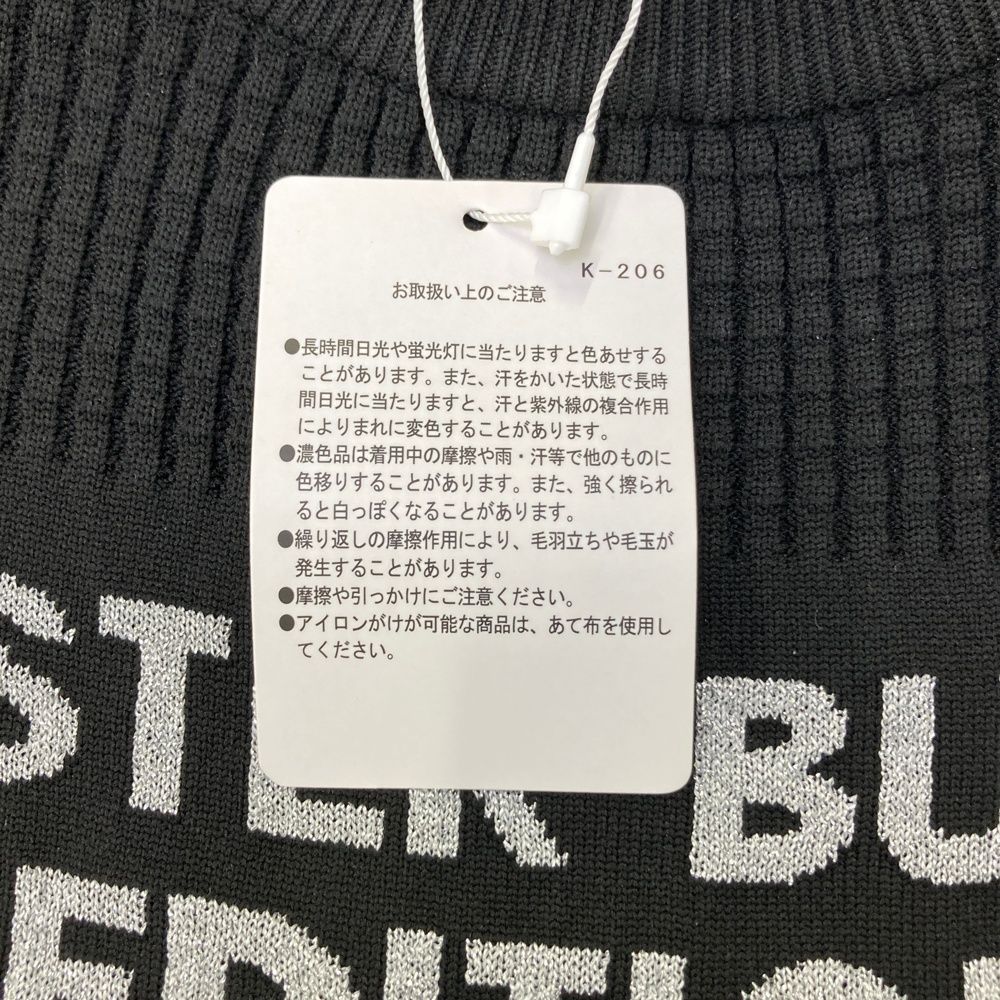 K-206
お取扱い上のご注意
●長時間日光や蛍光灯に当たりますと色あせする
ことがあります。また、汗をかいた状態で長時
間日光に当たりますと、汗と紫外線の複合作用
によりまれに変色することがあります。
●濃色品は着用中の摩擦や雨・汗等で他のものに
色移りすることがあります。また、強く擦られ
ると白っぽくなることがあります。
●繰り返しの摩擦作用により、毛羽立ちや毛玉が
発生することがあります。
●摩擦や引っかけにご注意ください。
●アイロンがけが可能な商品は、あて布を使用し
てください。
STER BU
EDITION